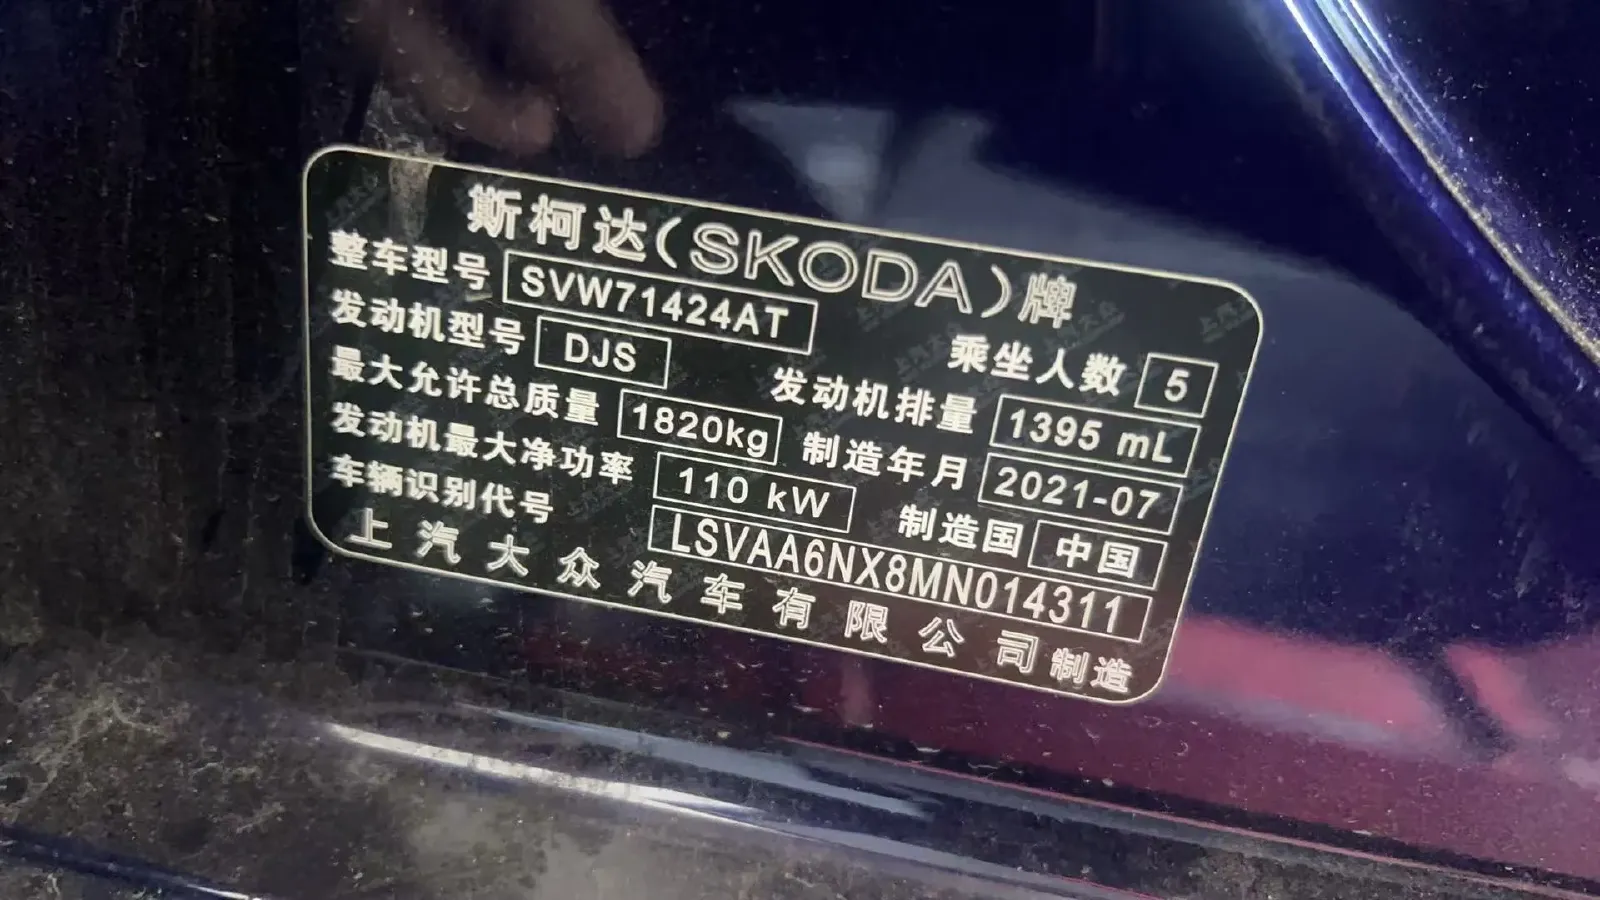 斯柯达(SKODA)牌
整车型号 SVW71424AT 乘坐人数 5
发动机型号 DJS 发动机排量 1395 mL
最大允许总质量 1820kg 制造年月 2021-07
发动机最大净功率 110 kW 制造国 中国
车辆识别代号 LSVAA6NX8MN014311
上汽大众汽车有限公司制造